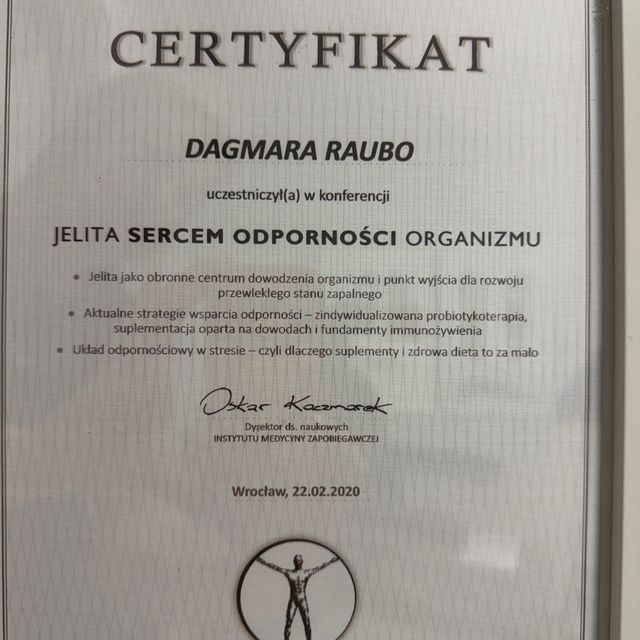 CERTYFIKAT
DAGMARA RAUBO
uczestniczył(a) w konferencji
JELITA SERCEM ODPORNOŚCI ORGANIZMU
• Jelita jako obronne centrum dowodzenia organizmu i punkt wyjścia dla rozwoju
przewlekłego stanu zapalnego
• Aktualne strategie wsparcia odporności – zindywidualizowana probiotykoterapia,
suplementacja oparta na dowodach i fundamenty immunożywienia
• Układ odpornościowy w stresie – czyli dlaczego suplementy i zdrowa dieta to za mało
Oskar Kaczmarek
Dyrektor ds. naukowych
INSTYTUTU MEDYCYNY ZAPOBIEGAWCZEJ
Wrocław, 22.02.2020